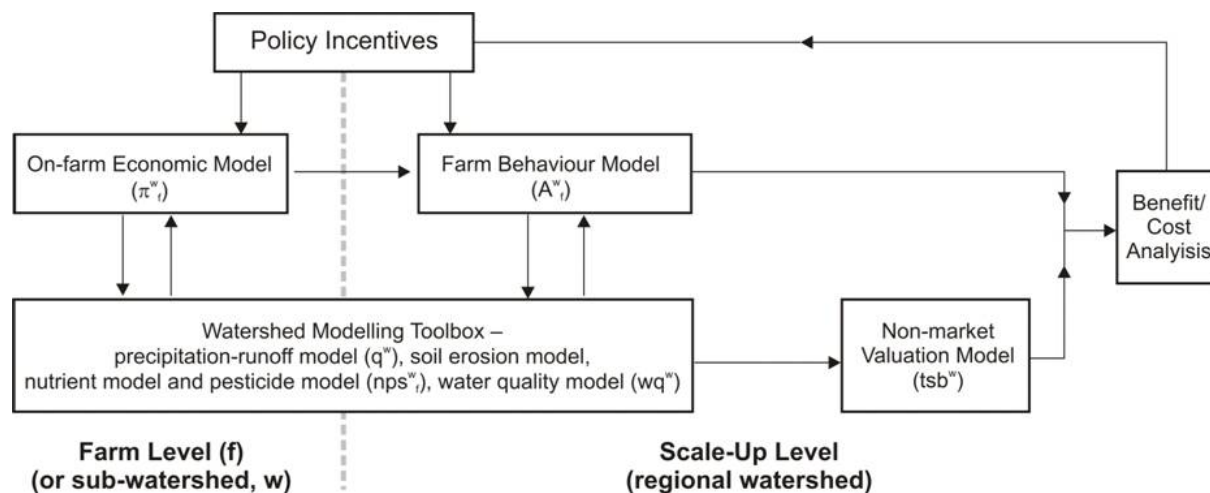 Policy Incentives
On-farm Economic Model
(π^w_f)
Farm Behaviour Model
(A^w_f)
Benefit/
Cost
Analyisis
Watershed Modelling Toolbox –
precipitation-runoff model (q^w), soil erosion model,
nutrient model and pesticide model (nps^w_f), water quality model (wq^w)
Non-market
Valuation Model
(tsb^w)
Farm Level (f)
(or sub-watershed, w)
Scale-Up Level
(regional watershed)